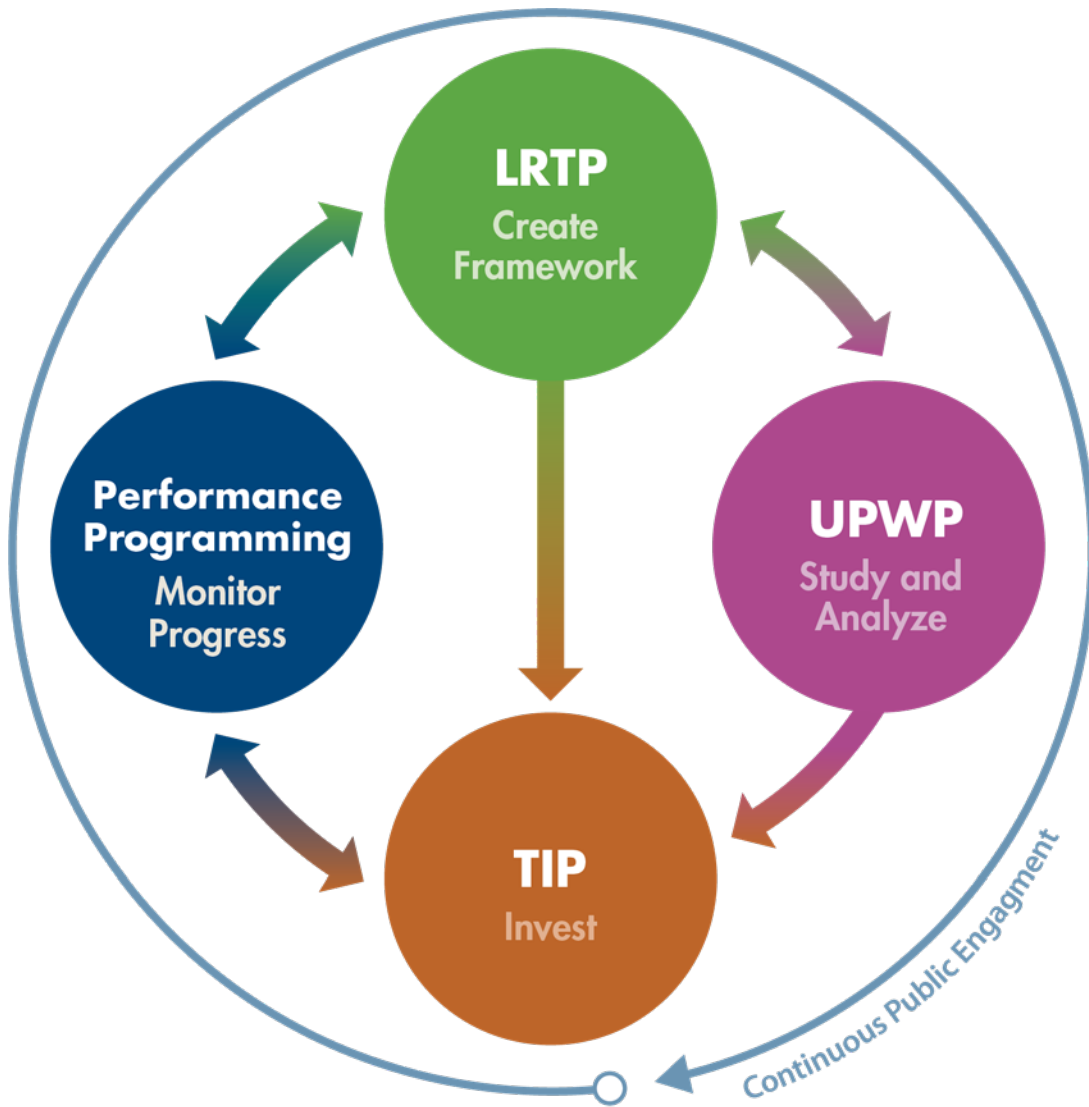 LRTP
Create
Framework
Performance
Programming
Monitor
Progress
UPWP
Study and
Analyze
TIP
Invest
Continuous Public Engagment